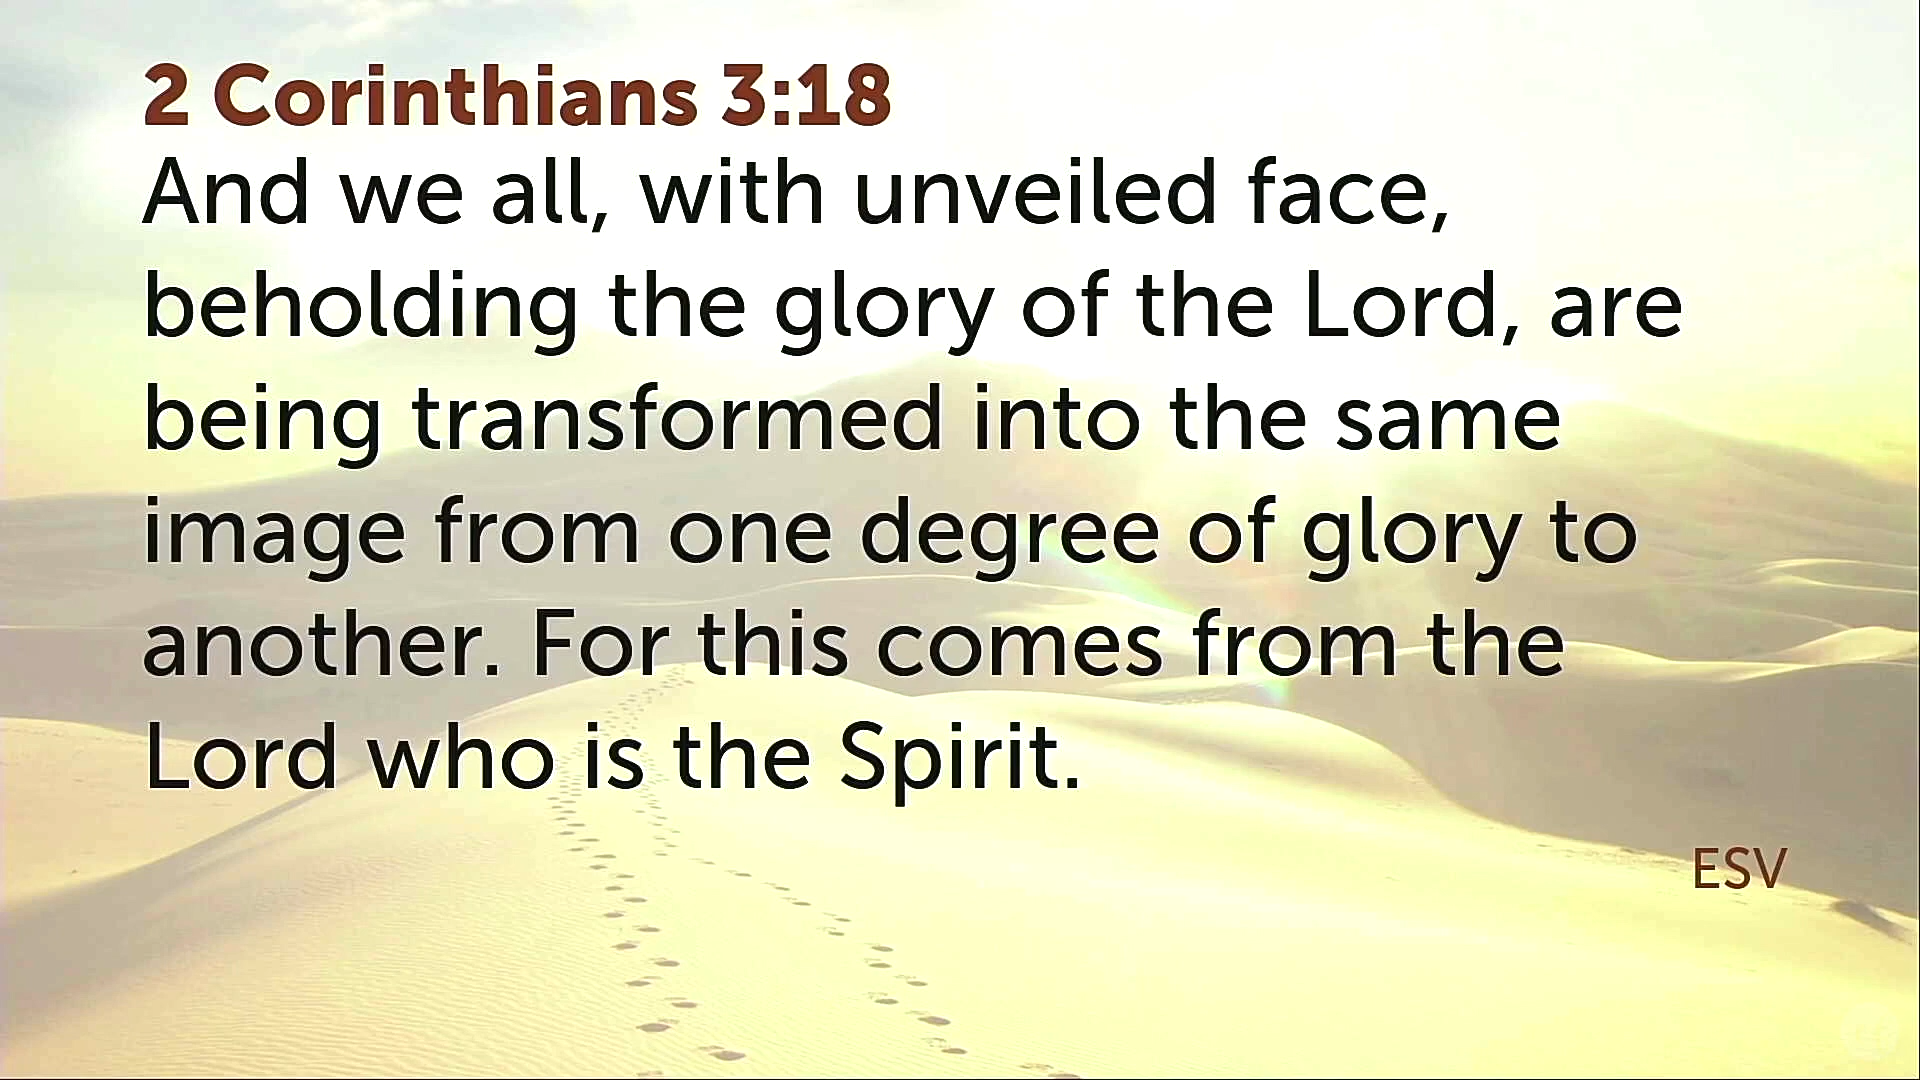 2 Corinthians 3:18
And we all, with unveiled face,
beholding the glory of the Lord, are
being transformed into the same
image from one degree of glory to
another. For this comes from the
Lord who is the Spirit.
ESV